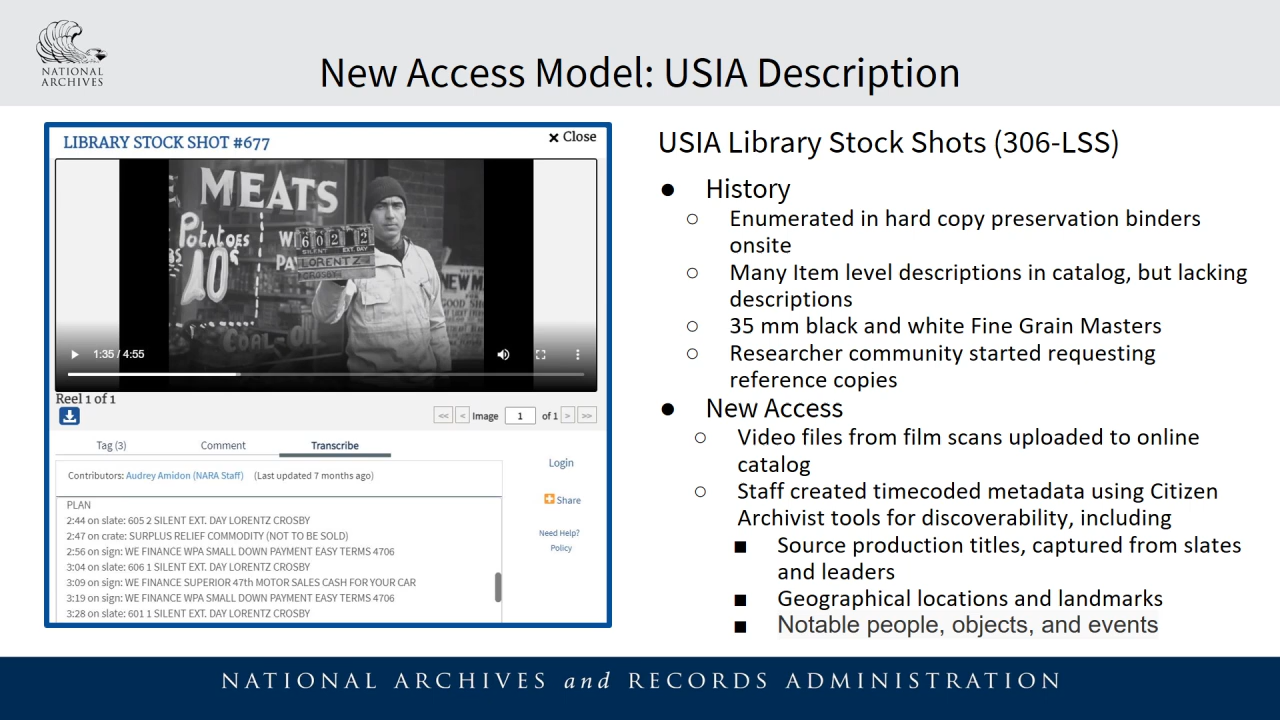 NATIONAL
ARCHIVES
New Access Model: USIA Description
LIBRARY STOCK SHOT #677
Close
MEATS
POTATOES
10¢
602 2
SILENT EXT. DAY
LORENTZ
CROSBY
COAL-OIL
1:35 / 4:55
Reel 1 of 1
<< < Image 1 of 1 > >>
Tag (3) Comment Transcribe
Contributors: Audrey Amidon (NARA Staff) (Last updated 7 months ago)
PLAN
2:44 on slate: 605 2 SILENT EXT. DAY LORENTZ CROSBY
2:47 on crate: SURPLUS RELIEF COMMODITY (NOT TO BE SOLD)
2:56 on sign: WE FINANCE WPA SMALL DOWN PAYMENT EASY TERMS 4706
3:04 on slate: 606 1 SILENT EXT. DAY LORENTZ CROSBY
3:09 on sign: WE FINANCE SUPERIOR 47th MOTOR SALES CASH FOR YOUR CAR
3:19 on sign: WE FINANCE WPA SMALL DOWN PAYMENT EASY TERMS 4706
3:28 on slate: 601 1 SILENT EXT. DAY LORENTZ CROSBY
Login
Share
Need Help?
Policy
USIA Library Stock Shots (306-LSS)
● History
○ Enumerated in hard copy preservation binders
onsite
○ Many Item level descriptions in catalog, but lacking
descriptions
○ 35 mm black and white Fine Grain Masters
○ Researcher community started requesting
reference copies
● New Access
○ Video files from film scans uploaded to online
catalog
○ Staff created timecoded metadata using Citizen
Archivist tools for discoverability, including
■ Source production titles, captured from slates
and leaders
■ Geographical locations and landmarks
■ Notable people, objects, and events
NATIONAL ARCHIVES and RECORDS ADMINISTRATION